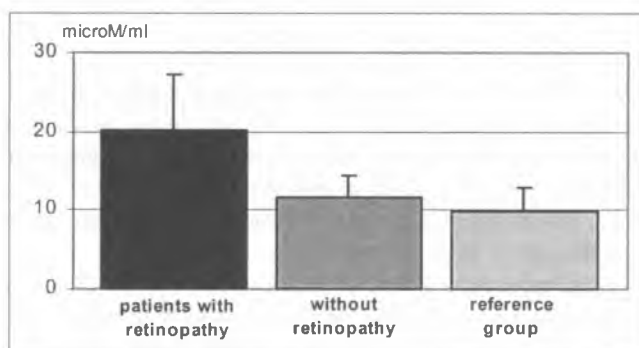 microM/ml
30
20
10
0
patients with retinopathy
without retinopathy
reference group